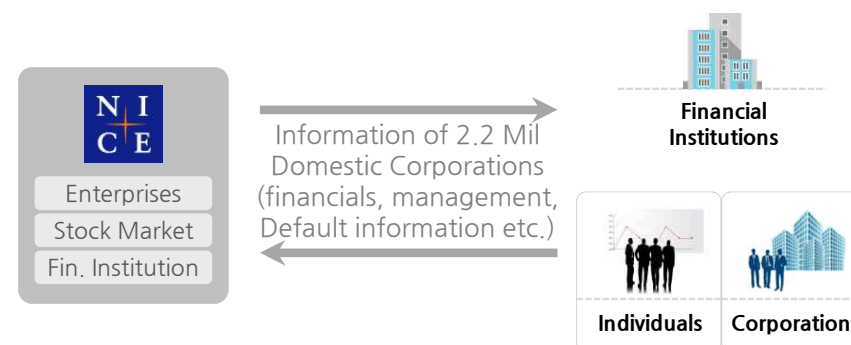 N I
C E
Enterprises
Stock Market
Fin. Institution
Information of 2.2 Mil
Domestic Corporations
(financials, management,
Default information etc.)
Financial
Institutions
Individuals
Corporation